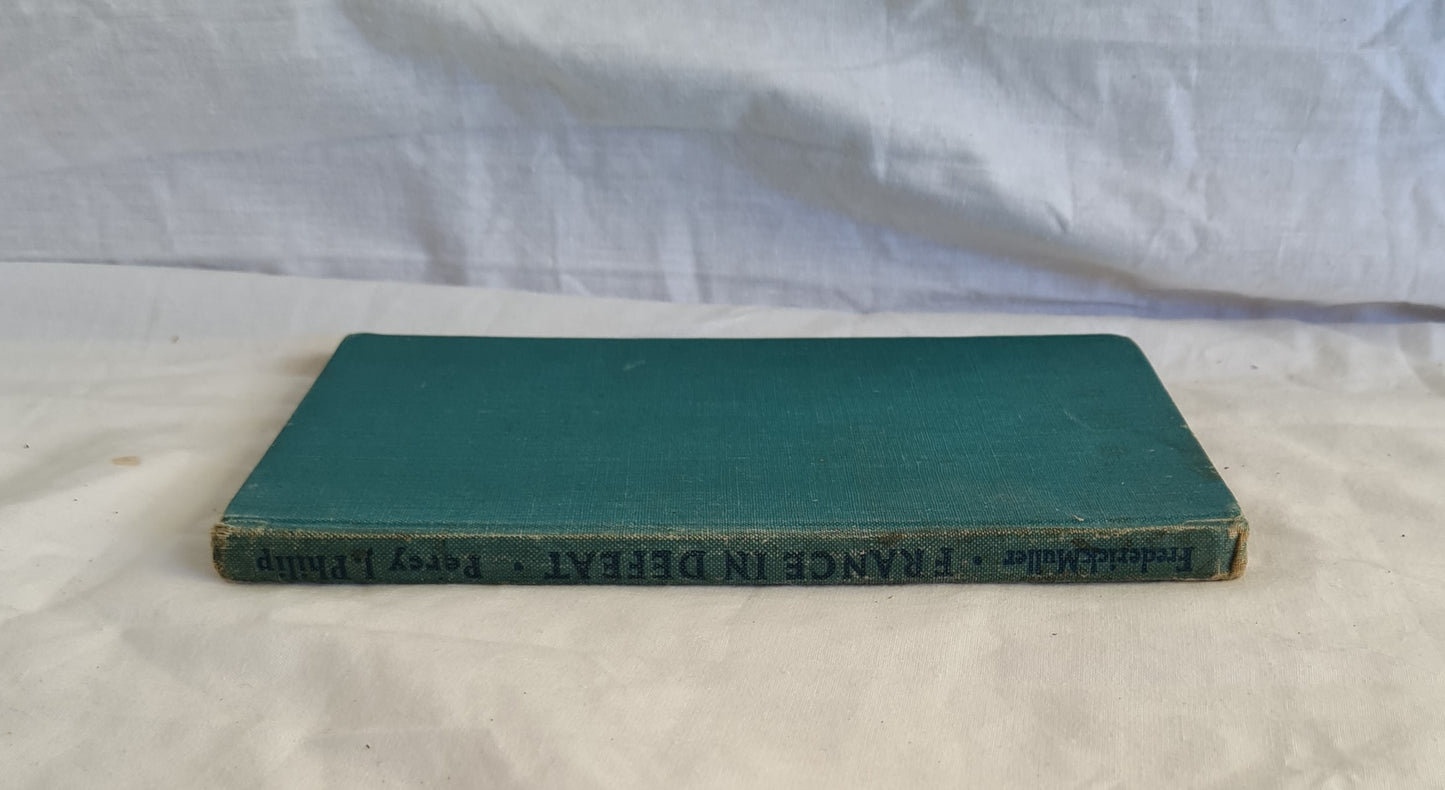 Frederick Muller · FRANCE IN DEFEAT · Percy J. Philip